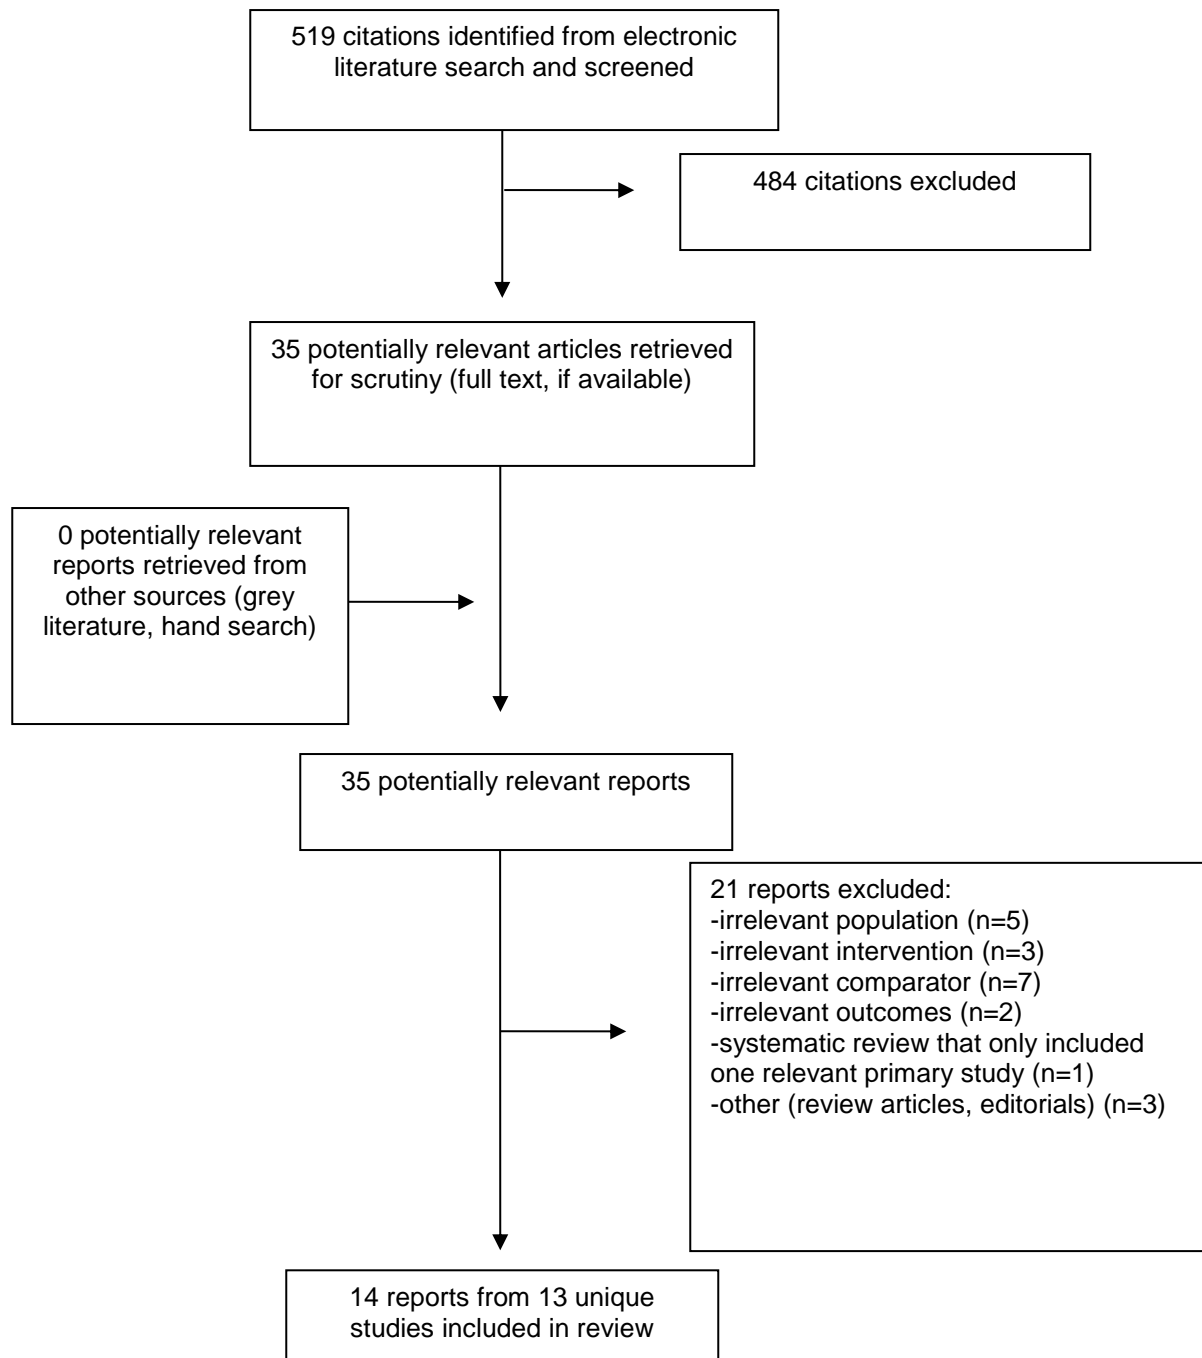 519 citations identified from electronic
literature search and screened
484 citations excluded
35 potentially relevant articles retrieved
for scrutiny (full text, if available)
0 potentially relevant
reports retrieved from
other sources (grey
literature, hand search)
35 potentially relevant reports
21 reports excluded:
-irrelevant population (n=5)
-irrelevant intervention (n=3)
-irrelevant comparator (n=7)
-irrelevant outcomes (n=2)
-systematic review that only included
one relevant primary study (n=1)
-other (review articles, editorials) (n=3)
14 reports from 13 unique
studies included in review